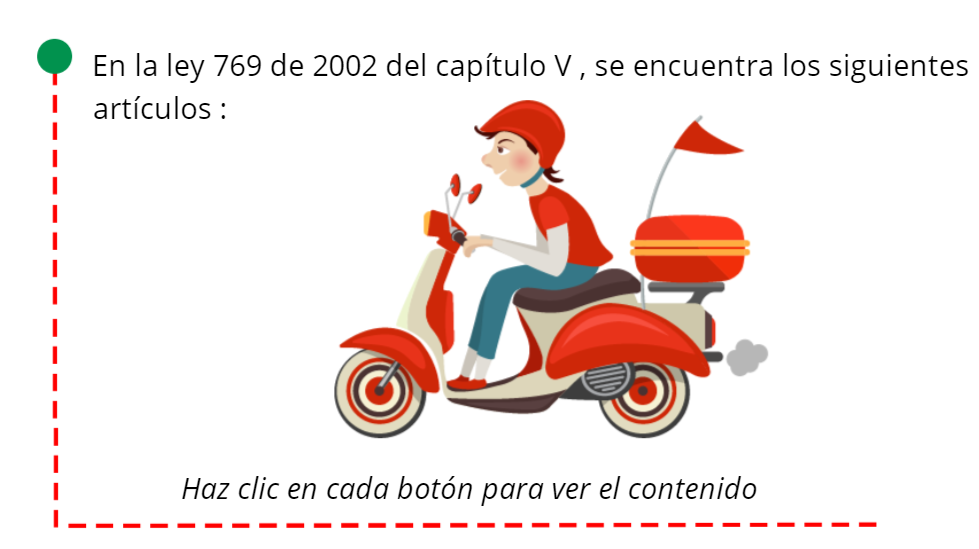 En la ley 769 de 2002 del capítulo V , se encuentra los siguientes
artículos :
Haz clic en cada botón para ver el contenido